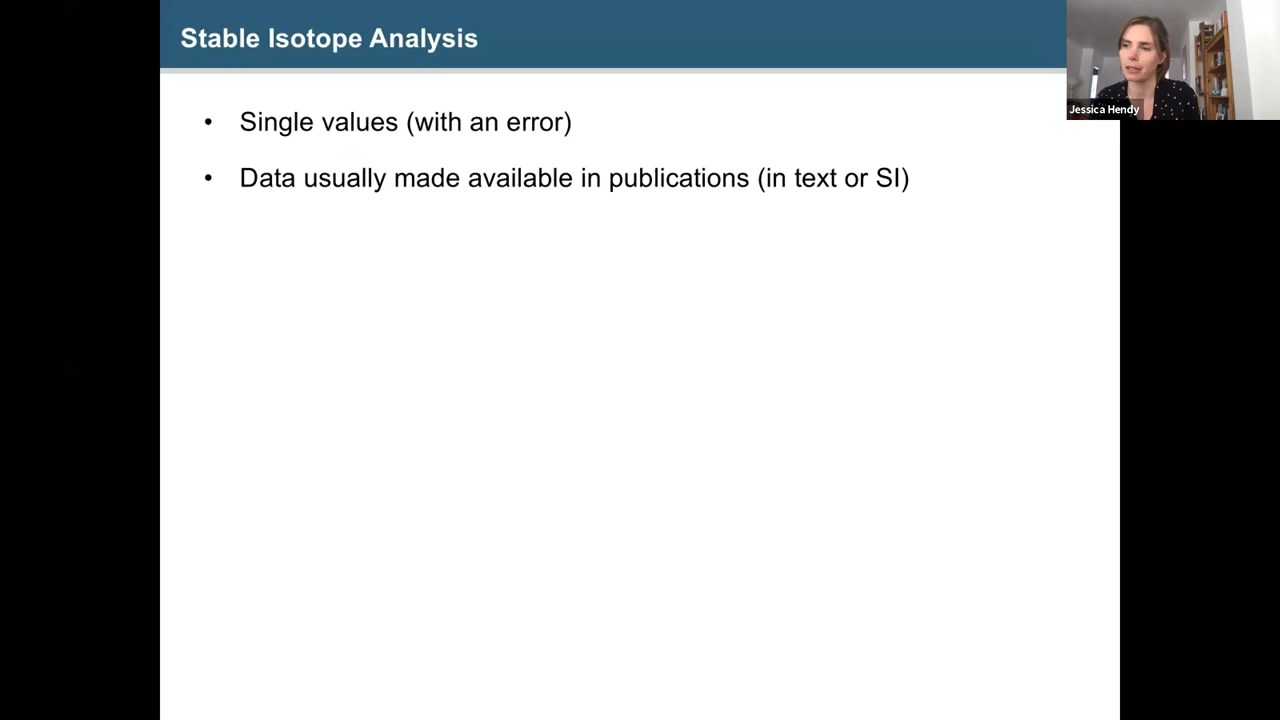 Stable Isotope Analysis
Jessica Hendy
• Single values (with an error)
• Data usually made available in publications (in text or SI)